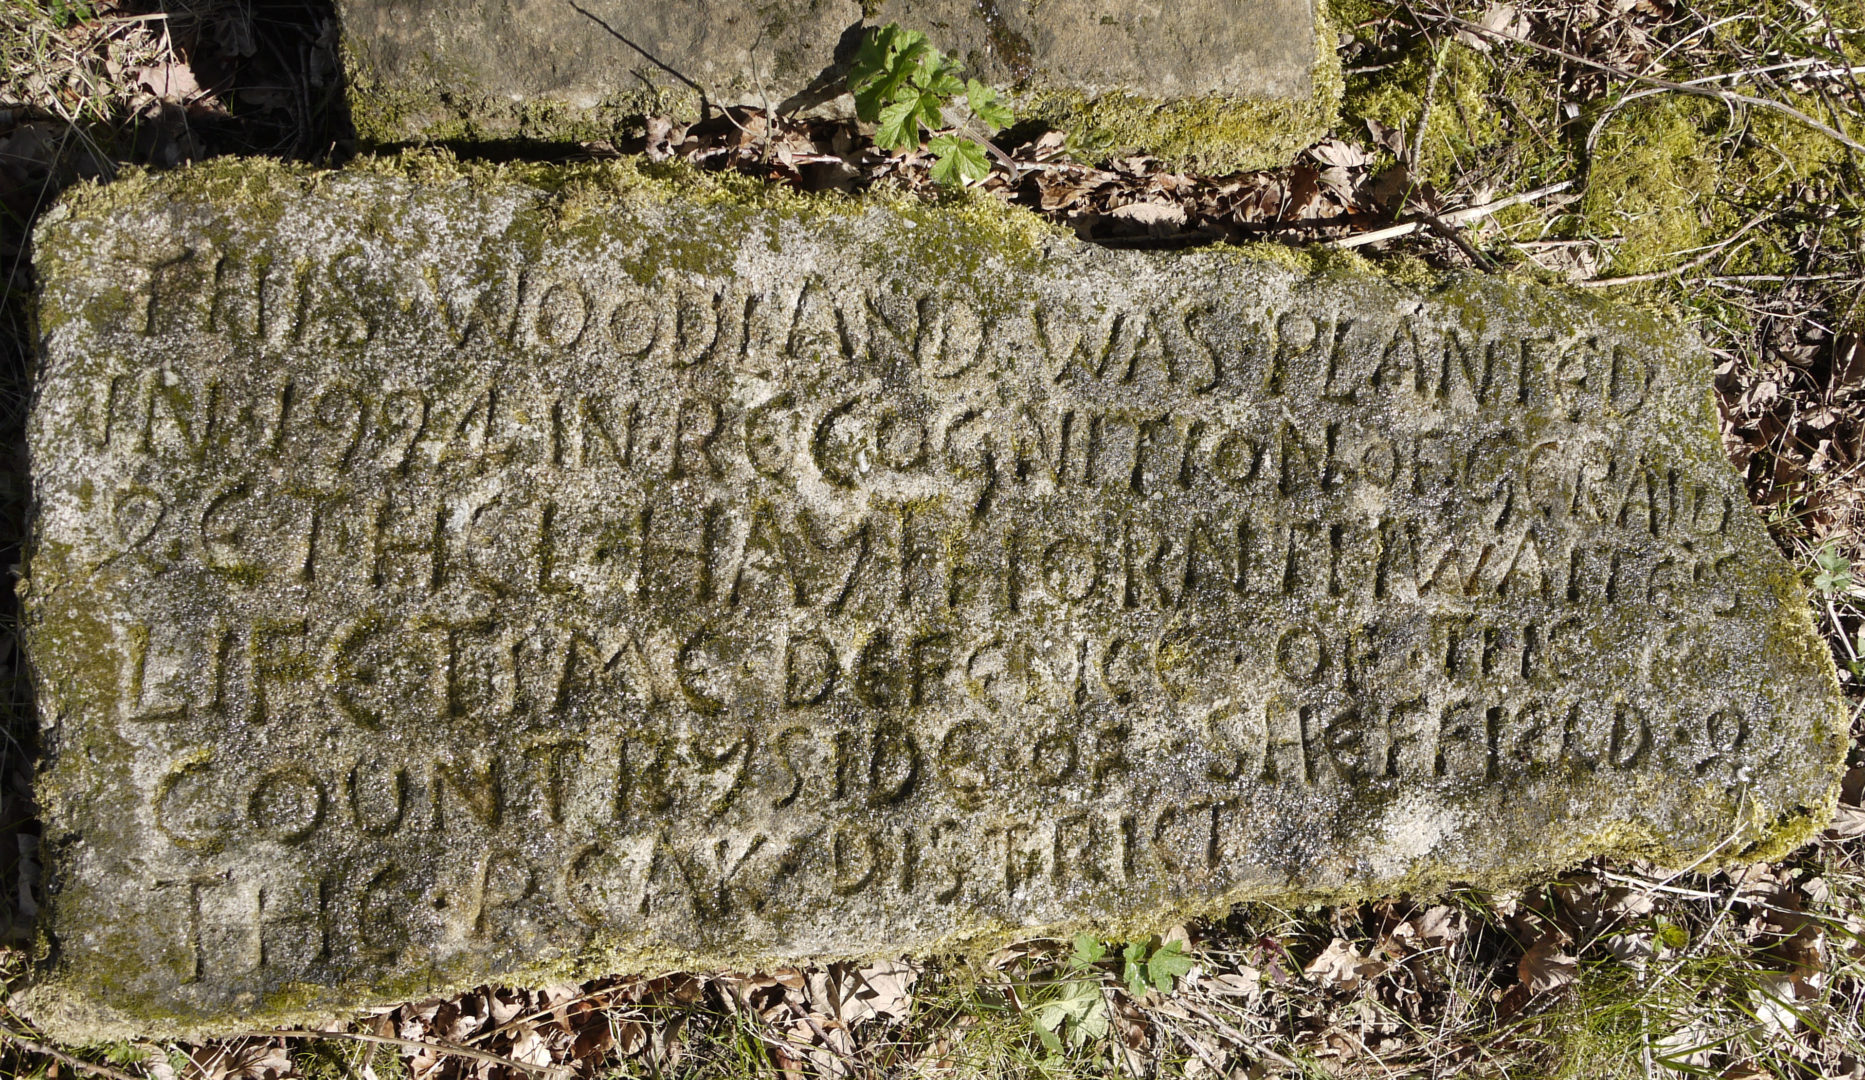 THIS·WOODLAND·WAS·PLANTED
IN·1994·IN·RECOGNITION·OF·GERALD
& ETHEL·HAYTHORNTHWAITE'S
LIFETIME·DEFENCE·OF·THE
COUNTRYSIDE OF SHEFFIELD·&
THE·PEAK·DISTRICT